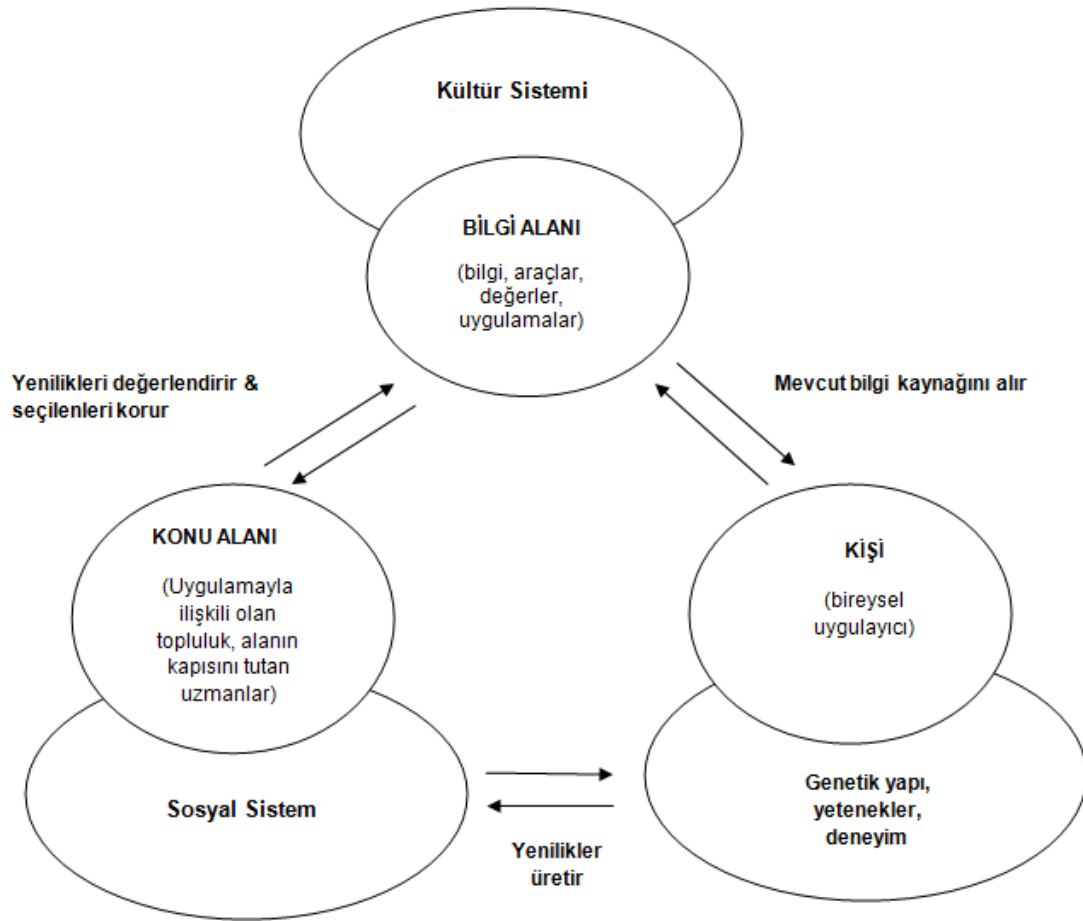 Kültür Sistemi
BİLGİ ALANI
(bilgi, araçlar,
değerler,
uygulamalar)
Yenilikleri değerlendirir &
seçilenleri korur
Mevcut bilgi kaynağını alır
KONU ALANI
(Uygulamayla
ilişkili olan
topluluk, alanın
kapısını tutan
uzmanlar)
KİŞİ
(bireysel
uygulayıcı)
Sosyal Sistem
Genetik yapı,
yetenekler,
deneyim
Yenilikler
üretir